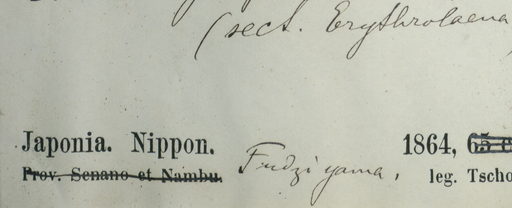 (sect. Erythrolaena
Japonia. Nippon. 1864, 65
Prov. Senano et Nambu. Fudzi yama, leg. Tscho